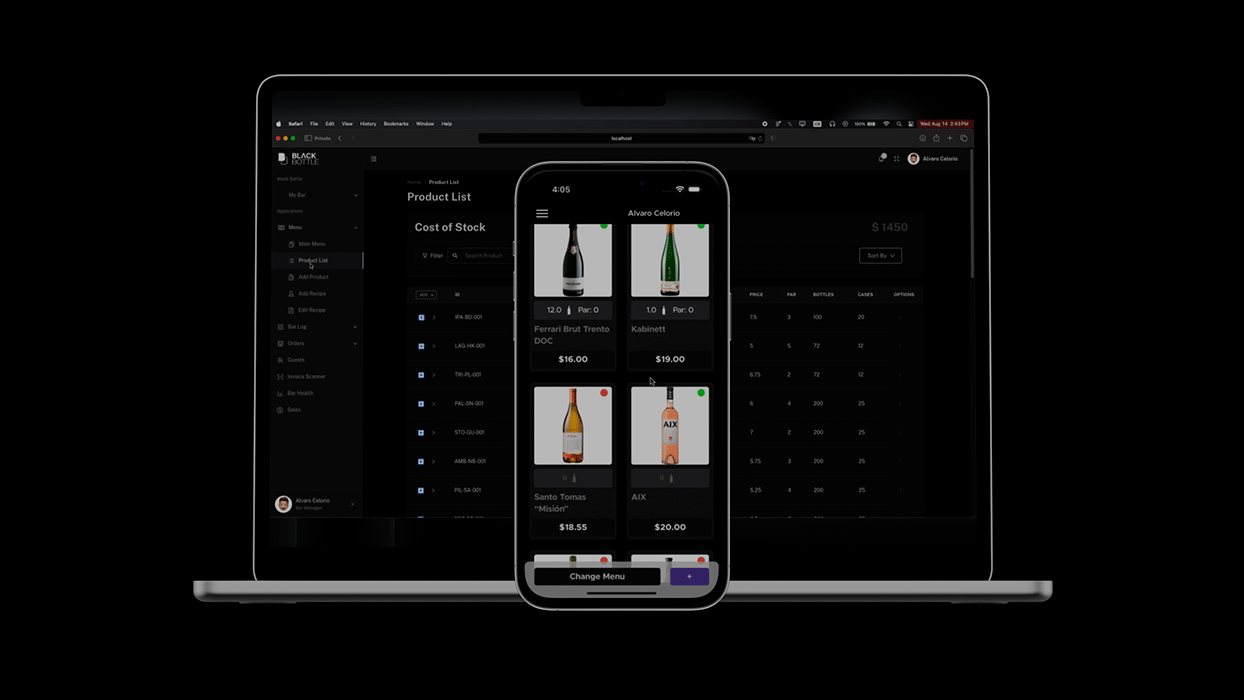 Safari File Edit View History Bookmarks Window Help
100%
Wed Aug 14 2:43PM
Private
localhost
BLACK
BOTTLE
Alvaro Celorio
Black Bottle
My Bar
Applications
Menu
Main Menu
Product List
Add Product
Add Recipe
Edit Recipe
Bar Log
Orders
Guests
Invoice Scanner
Bar Health
Sales
Alvaro Celorio
Bar Manager
Home Product List
Product List
Cost of Stock
$ 1450
Filter
Search Product
Sort By
ID PRICE PAR BOTTLES CASES OPTIONS
IPA-BD-001 7.5 3 100 20
LAG-HK-001 5 5 72 12
TRI-PL-001 6.75 2 72 12
PAL-SN-001 6 4 200 25
STO-GU-001 7 2 200 25
AMB-NB-001 5.75 3 200 25
PIL-SA-001 5.25 4 200 25
4:05
Alvaro Celorio
12.0 Par: 0
1.0 Par: 0
Ferrari Brut Trento
DOC
Kabinett
$16.00
$19.00
AIX
0
0
Santo Tomas
“Misión”
AIX
$18.55
$20.00
Change Menu
+